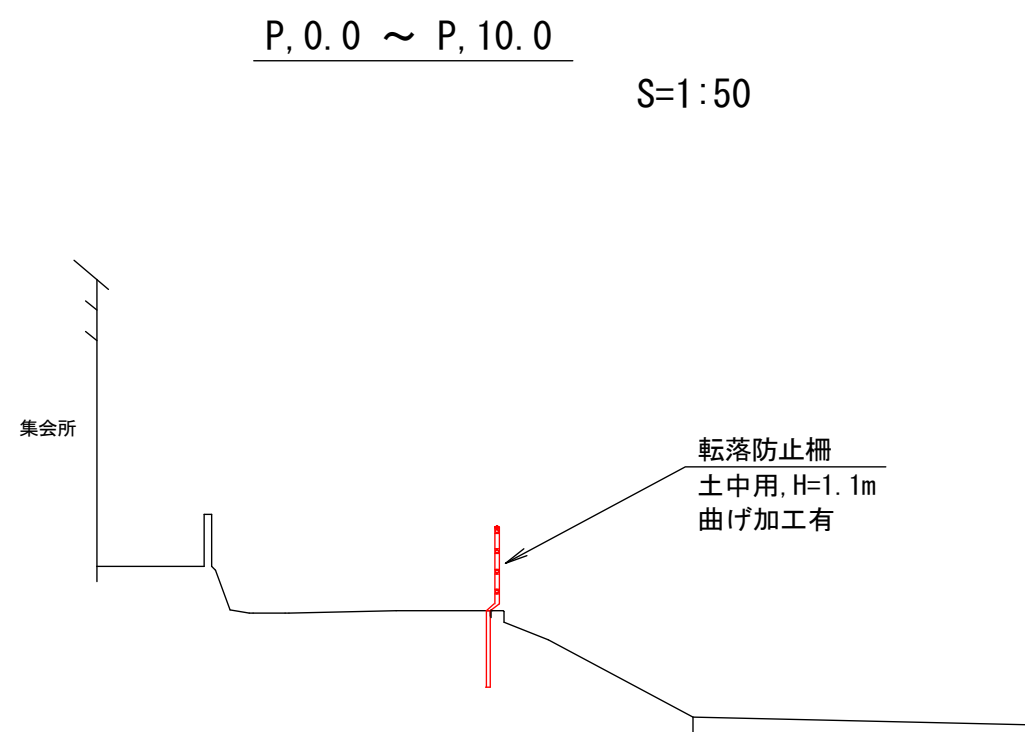 P,0.0 ～ P,10.0
S=1:50
集会所
転落防止柵
土中用,H=1.1m
曲げ加工有